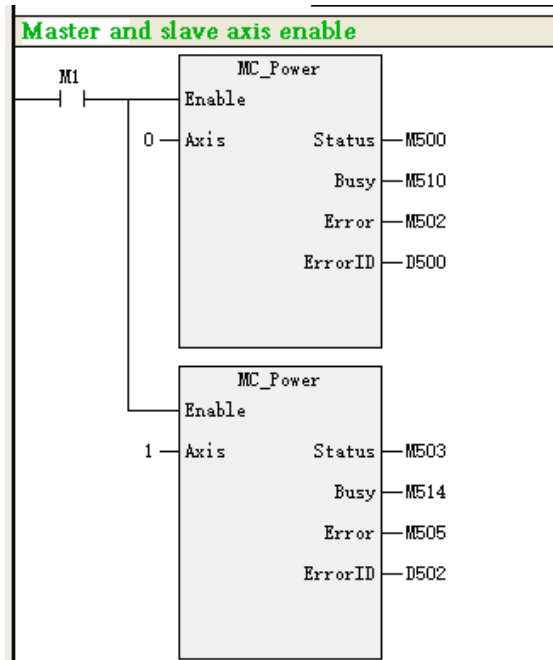 Master and slave axis enable
M1
MC_Power
Enable
0 Axis Status M500
Busy M510
Error M502
ErrorID D500
MC_Power
Enable
1 Axis Status M503
Busy M514
Error M505
ErrorID D502